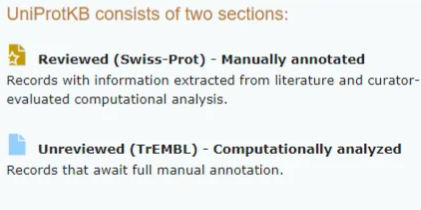 UniProtKB consists of two sections:
Reviewed (Swiss-Prot) - Manually annotated
Records with information extracted from literature and curator-
evaluated computational analysis.
Unreviewed (TrEMBL) - Computationally analyzed
Records that await full manual annotation.